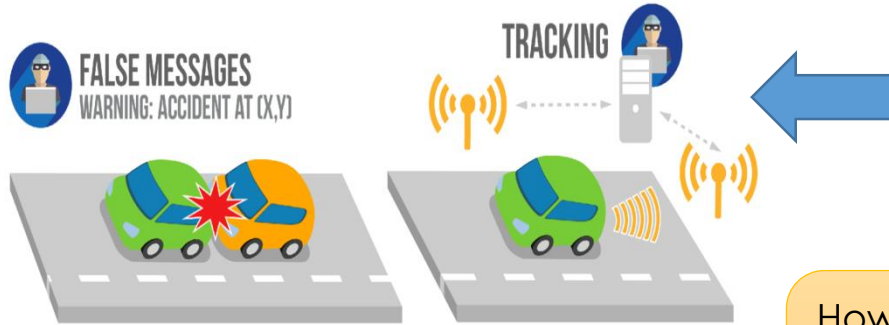 FALSE MESSAGES
WARNING: ACCIDENT AT (X,Y)
TRACKING
How